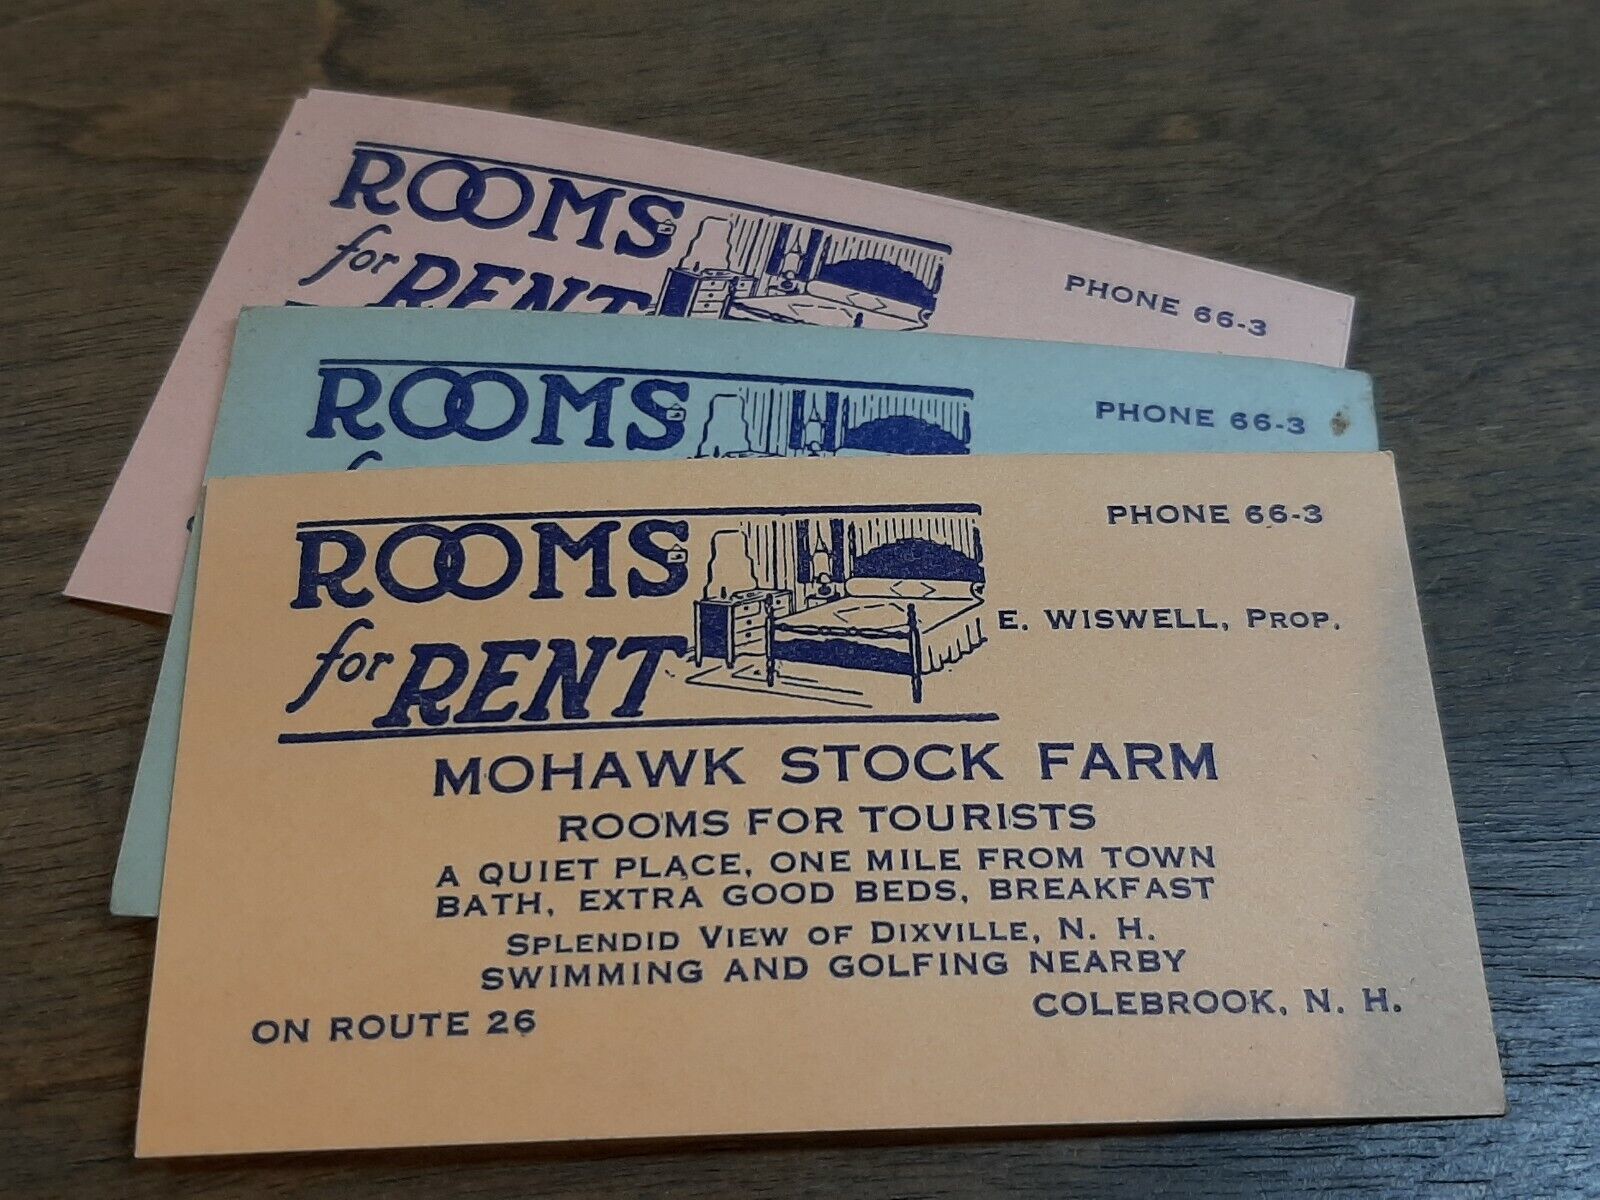 ROOMS
for RENT
PHONE 66-3
ROOMS
PHONE 66-3
ROOMS
for RENT
PHONE 66-3
E. WISWELL, PROP.
MOHAWK STOCK FARM
ROOMS FOR TOURISTS
A QUIET PLACE, ONE MILE FROM TOWN
BATH, EXTRA GOOD BEDS, BREAKFAST
SPLENDID VIEW OF DIXVILLE, N. H.
SWIMMING AND GOLFING NEARBY
COLEBROOK, N. H.
ON ROUTE 26